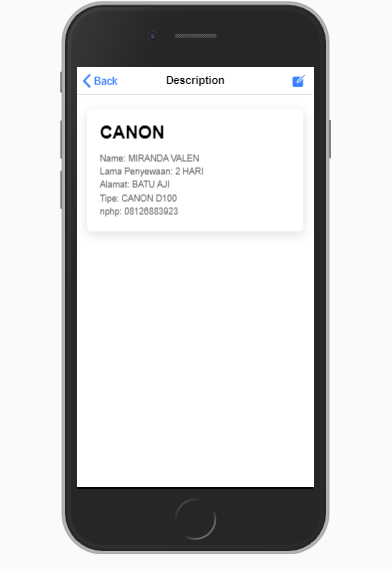 Back
Description
CANON
Name: MIRANDA VALEN
Lama Penyewaan: 2 HARI
Alamat: BATU AJI
Tipe: CANON D100
nphp: 08126883923